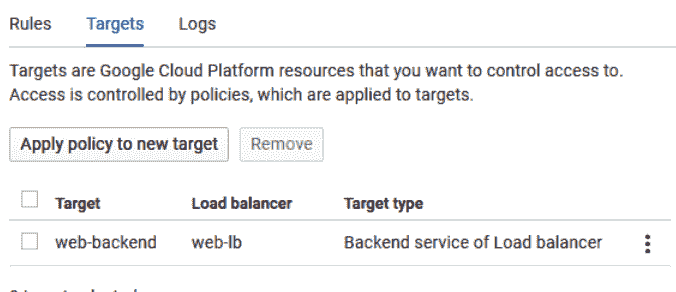 Rules Targets Logs
Targets are Google Cloud Platform resources that you want to control access to.
Access is controlled by policies, which are applied to targets.
Apply policy to new target Remove
Target Load balancer Target type
web-backend web-lb Backend service of Load balancer